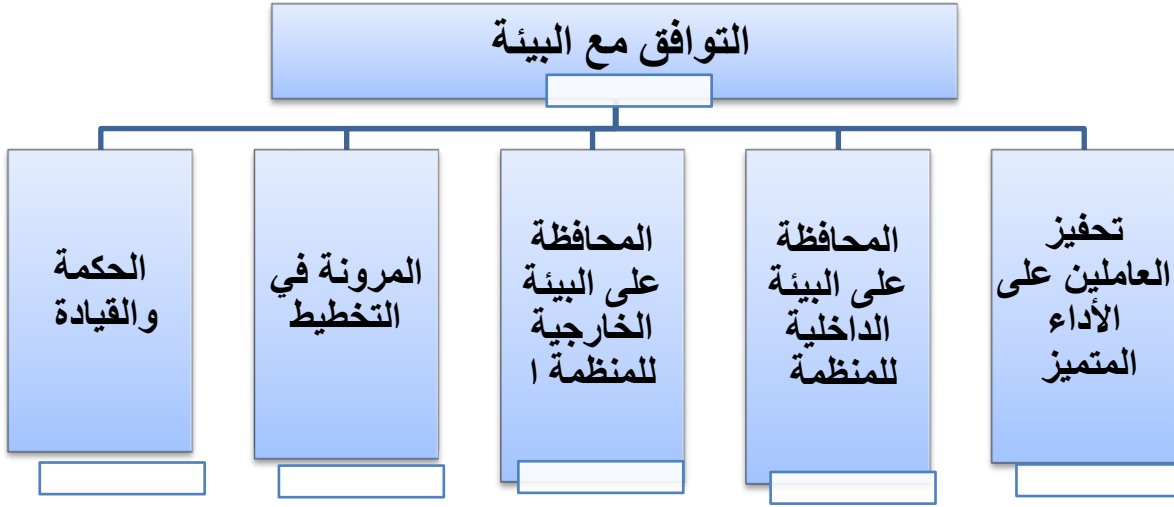 التوافق مع البيئة
تحفيز
العاملين على
الأداء
المتميز
المحافظة
على البيئة
الداخلية
للمنظمة
المحافظة
على البيئة
الخارجية
للمنظمة ا
المرونة في
التخطيط
الحكمة
والقيادة